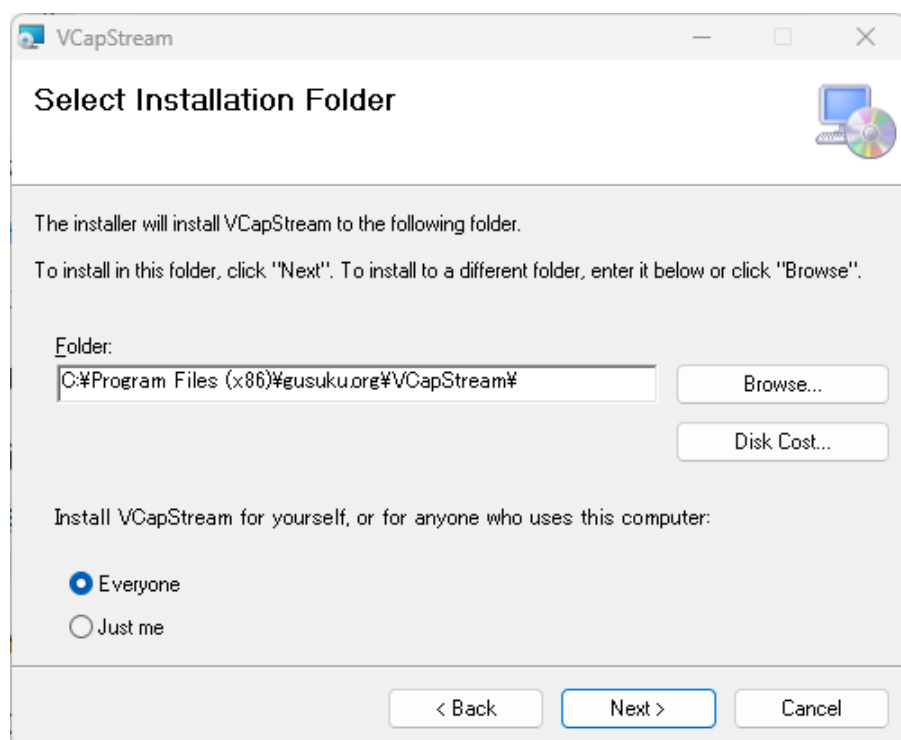 VCapStream
Select Installation Folder
The installer will install VCapStream to the following folder.
To install in this folder, click "Next". To install to a different folder, enter it below or click "Browse".
Folder:
C:¥Program Files (x86)¥gusuku.org¥VCapStream¥
Browse...
Disk Cost...
Install VCapStream for yourself, or for anyone who uses this computer:
Everyone
Just me
< Back Next > Cancel